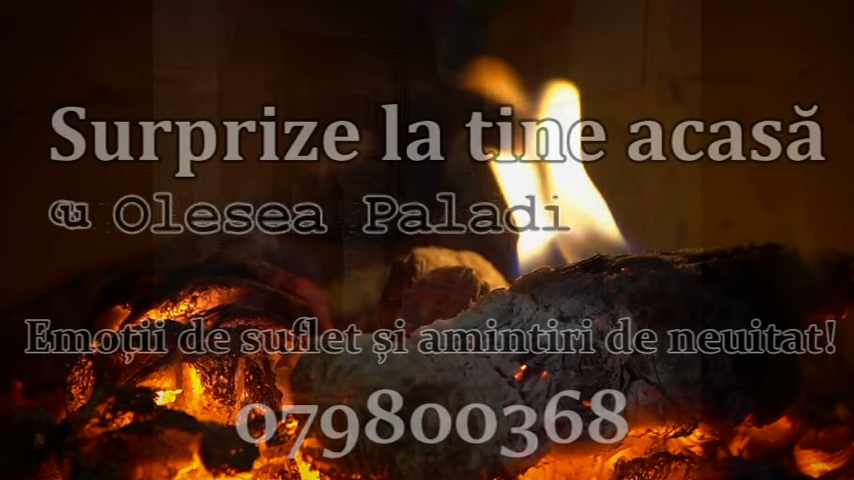 Surprize la tine acasă
cu Olesea Paladi
Emoții de suflet și amintiri de neuitat!
079800368